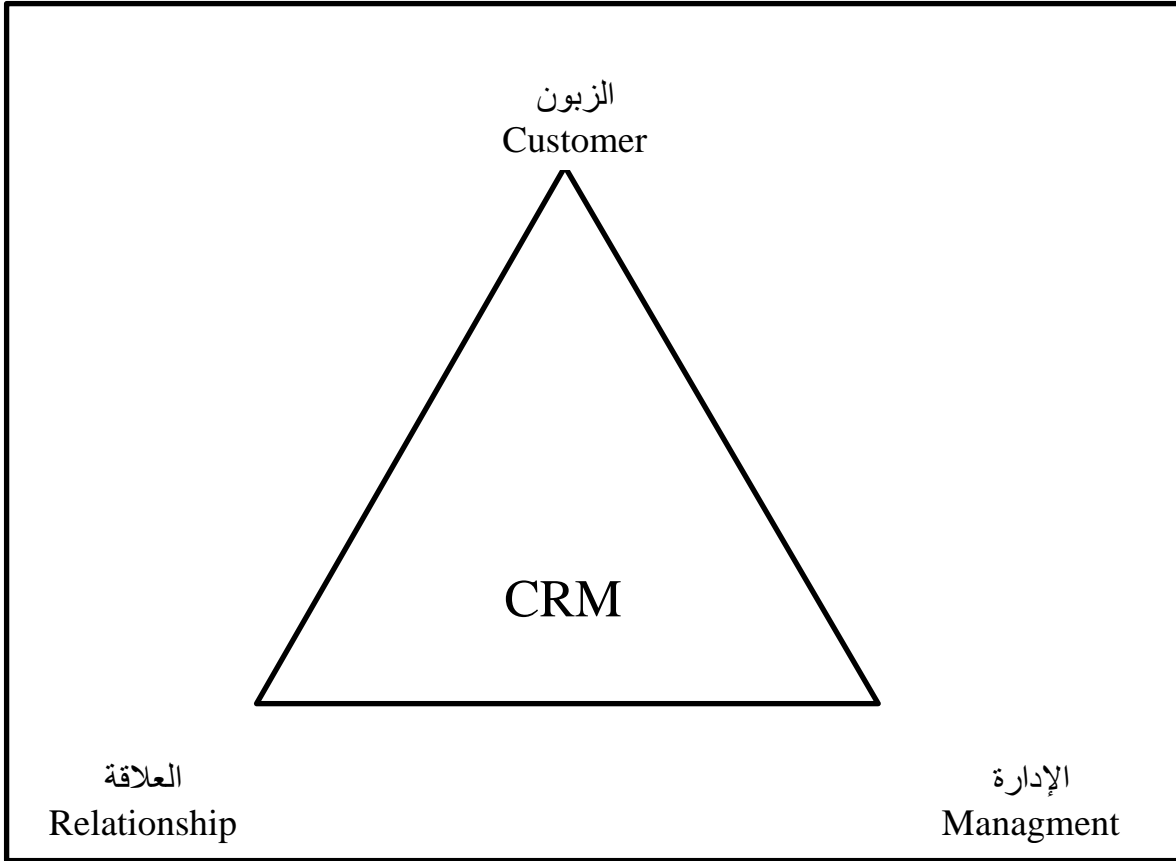 الزبون
Customer
CRM
العلاقة
Relationship
الإدارة
Managment